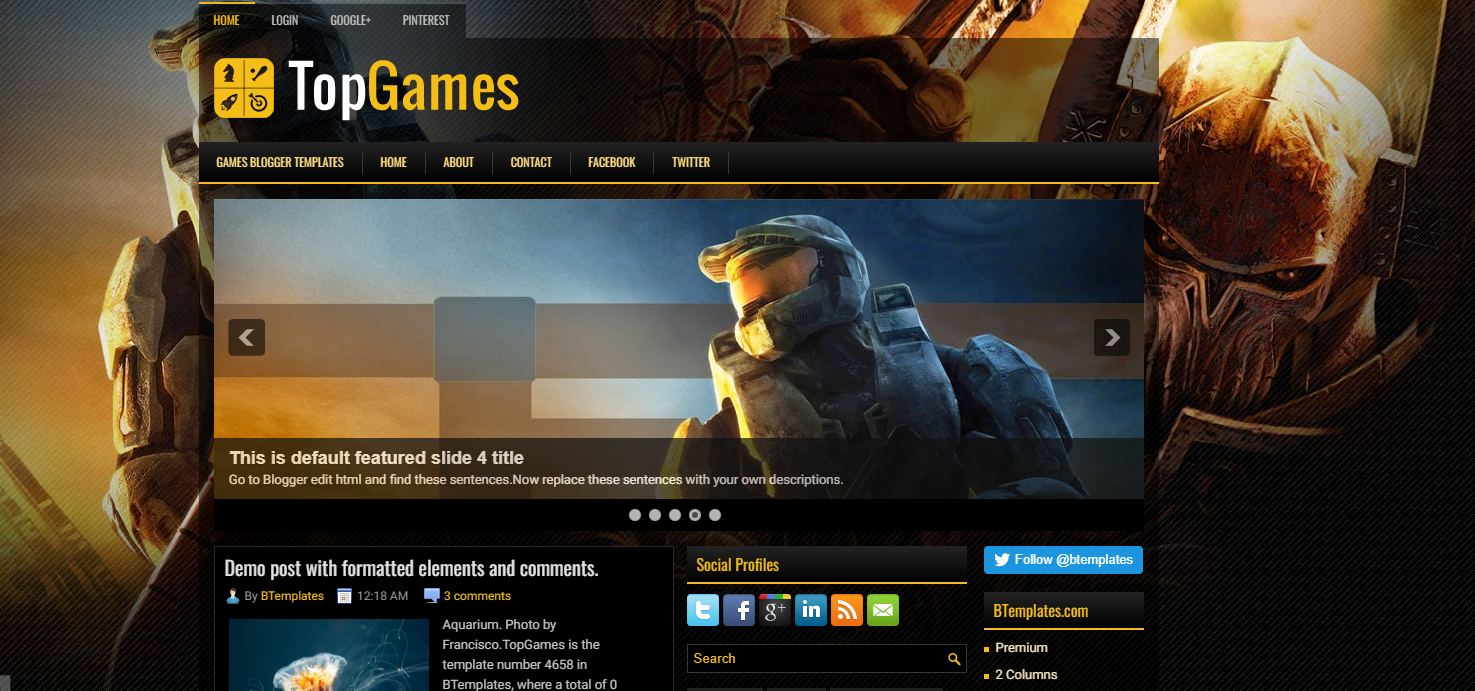 HOME LOGIN GOOGLE+ PINTEREST
TopGames
GAMES BLOGGER TEMPLATES HOME ABOUT CONTACT FACEBOOK TWITTER
This is default featured slide 4 title
Go to Blogger edit html and find these sentences.Now replace these sentences with your own descriptions.
Demo post with formatted elements and comments.
By BTemplates 12:18 AM 3 comments
Aquarium. Photo by
Francisco.TopGames is the
template number 4658 in
BTemplates, where a total of 0
Social Profiles
t f g+ in
Search
Follow @btemplates
BTemplates.com
Premium
2 Columns